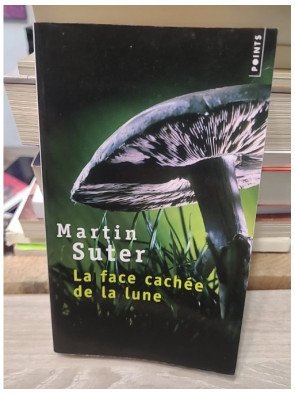 POINTS
Martin
Suter
La face cachée
de la lune